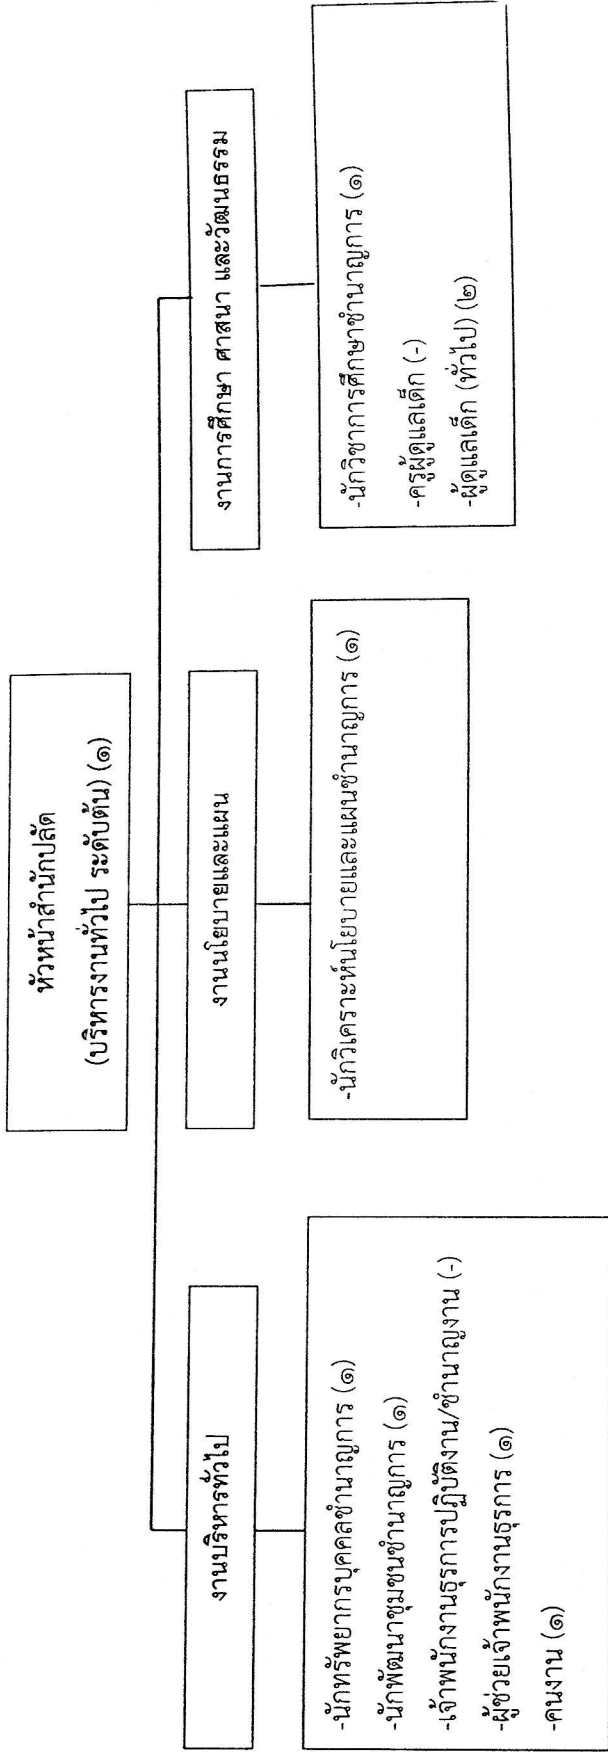 หัวหน้าสำนักปลัด
(บริหารงานทั่วไป ระดับต้น) (๑)
งานบริหารทั่วไป
-นักทรัพยากรบุคคลชำนาญการ (๑)
-นักพัฒนาชุมชนชำนาญการ (๑)
-เจ้าพนักงานธุรการปฏิบัติงาน/ชำนาญงาน (-)
-ผู้ช่วยเจ้าพนักงานธุรการ (๑)
-คนงาน (๑)
งานนโยบายและแผน
-นักวิเคราะห์นโยบายและแผนชำนาญการ (๑)
งานการศึกษา ศาสนา และวัฒนธรรม
-นักวิชาการศึกษาชำนาญการ (๑)
-ครูผู้ดูแลเด็ก (-)
-ผู้ดูแลเด็ก (ทั่วไป) (๒)